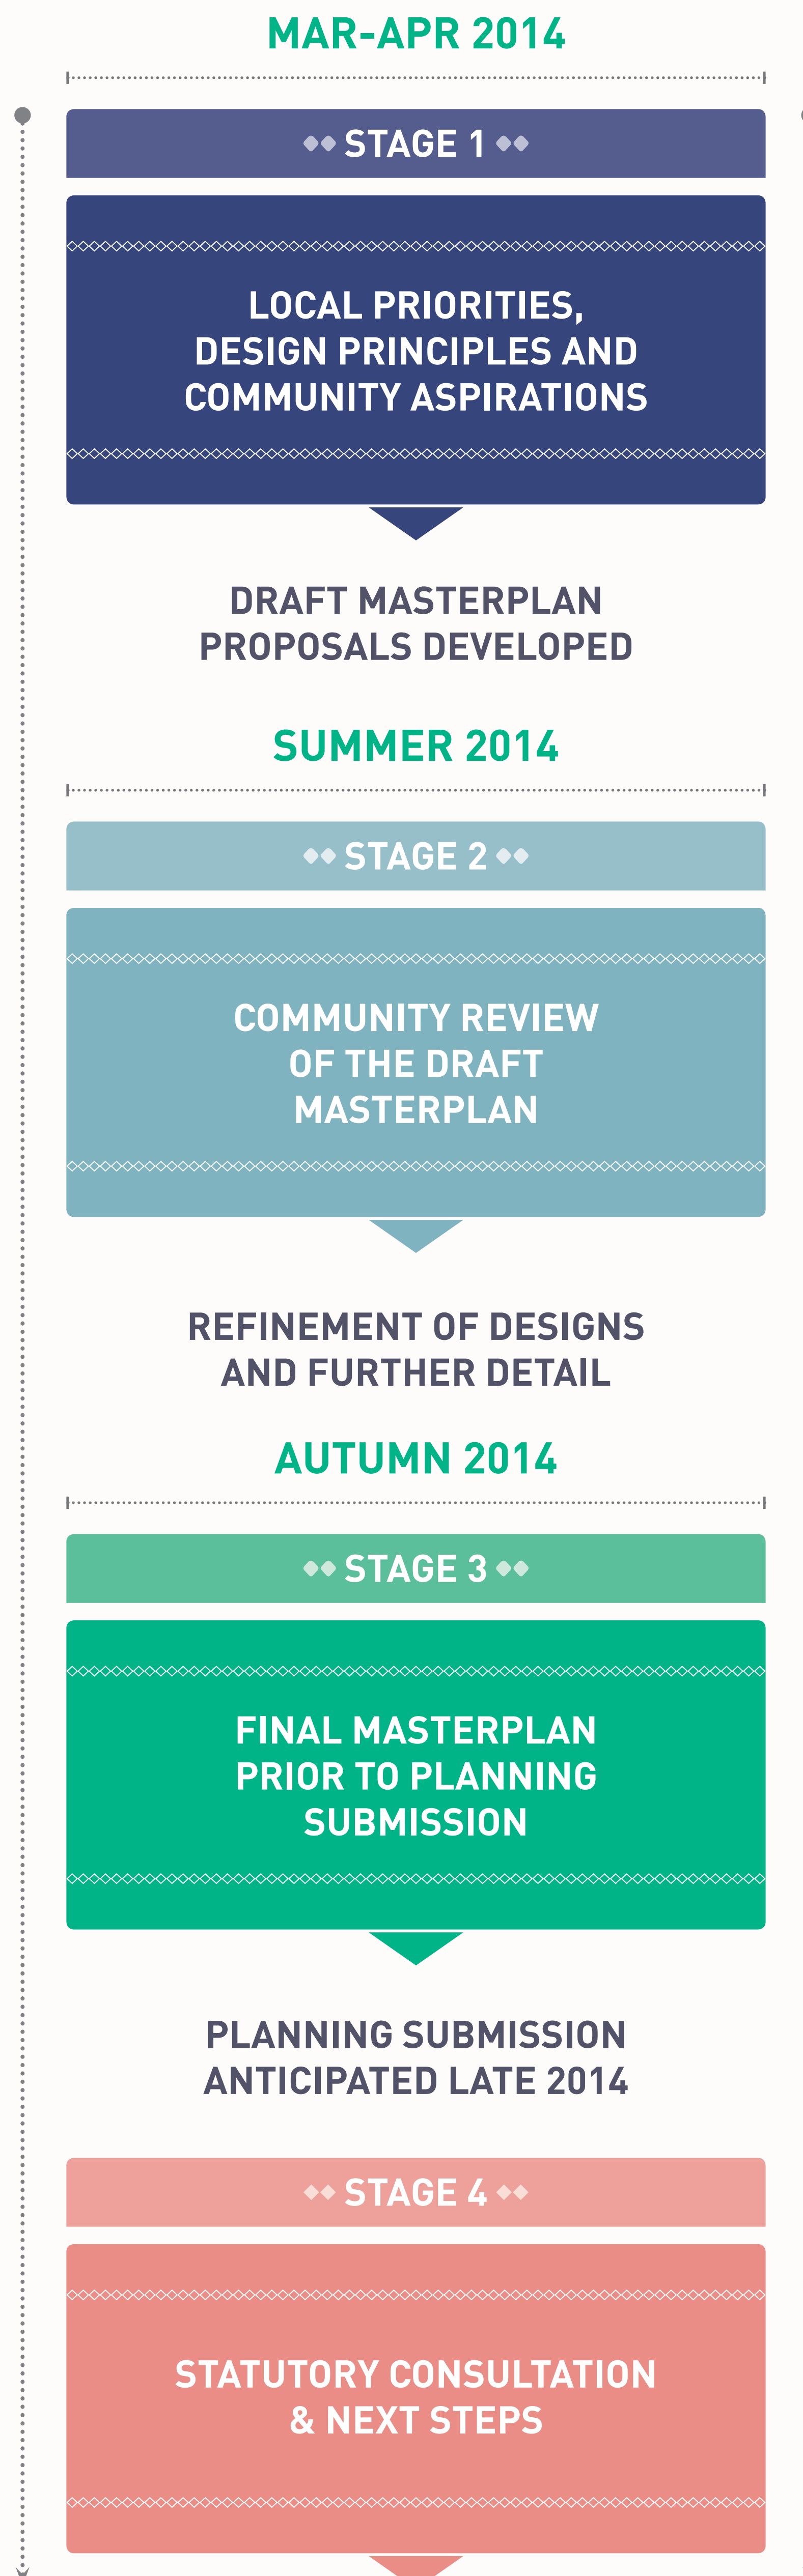 MAR-APR 2014
STAGE 1
LOCAL PRIORITIES,
DESIGN PRINCIPLES AND
COMMUNITY ASPIRATIONS
DRAFT MASTERPLAN
PROPOSALS DEVELOPED
SUMMER 2014
STAGE 2
COMMUNITY REVIEW
OF THE DRAFT
MASTERPLAN
REFINEMENT OF DESIGNS
AND FURTHER DETAIL
AUTUMN 2014
STAGE 3
FINAL MASTERPLAN
PRIOR TO PLANNING
SUBMISSION
PLANNING SUBMISSION
ANTICIPATED LATE 2014
STAGE 4
STATUTORY CONSULTATION
& NEXT STEPS